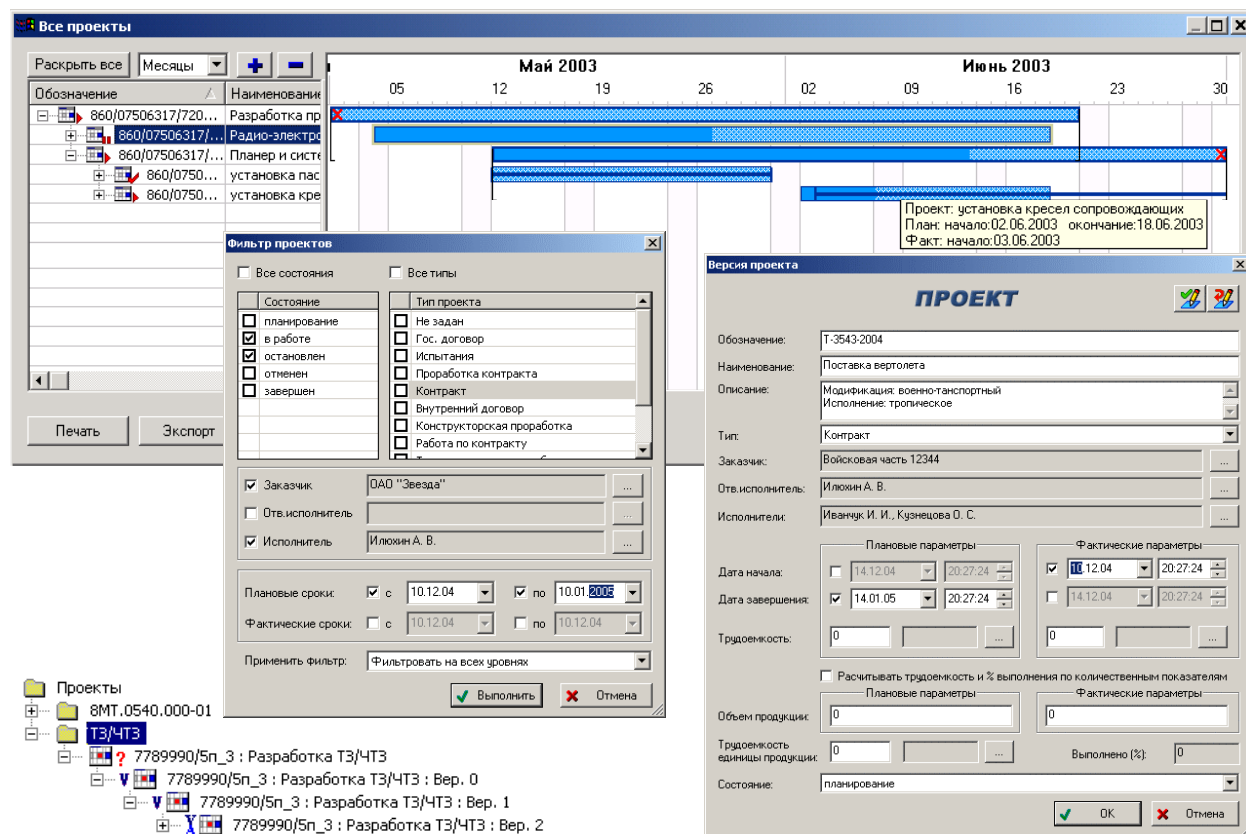 Все проекты
Раскрыть все
Месяцы
Май 2003
Июнь 2003
05 12 19 26 02 09 16 23 30
Обозначение
Наименование
860/07506317/720...
Разработка пр
860/07506317/...
Радио-электро
860/07506317/...
Планер и систе
860/0750...
установка пас
860/0750...
установка кре
Проект: установка кресел сопровождающих
План: начало:02.06.2003 окончание:18.06.2003
Факт: начало:03.06.2003
Печать
Экспорт
Фильтр проектов
Все состояния
Все типы
Состояние
Тип проекта
планирование
Не задан
в работе
Гос. договор
остановлен
Испытания
отменен
Проработка контракта
завершен
Контракт
Внутренний договор
Конструкторская проработка
Работа по контракту
Заказчик
ОАО "Звезда"
...
Отв.исполнитель
...
Исполнитель
Илюхин А. В.
...
Плановые сроки:
с
10.12.04
по
10.01.2005
Фактические сроки:
с
10.12.04
по
10.12.04
Применить фильтр:
Фильтровать на всех уровнях
Выполнить
Отмена
Версия проекта
ПРОЕКТ
Обозначение:
Т-3543-2004
Наименование:
Поставка вертолета
Описание:
Модификация: военно-танспортный
Исполнение: тропическое
Тип:
Контракт
Заказчик:
Войсковая часть 12344
...
Отв.исполнитель:
Илюхин А. В.
...
Исполнители:
Иванчук И. И., Кузнецова О. С.
...
Плановые параметры
Фактические параметры
Дата начала:
14.12.04
20:27:24
10.12.04
20:27:24
Дата завершения:
14.01.05
20:27:24
14.12.04
20:27:24
Трудоемкость:
0
...
0
...
Расчитывать трудоемкость и % выполнения по количественным показателям
Плановые параметры
Фактические параметры
Объем продукции:
0
0
Трудоемкость
единицы продукции:
0
...
Выполнено (%):
0
Состояние:
планирование
OK
Отмена
Проекты
8МТ.0540.000-01
ТЗ/ЧТЗ
7789990/5п_3 : Разработка ТЗ/ЧТЗ
7789990/5п_3 : Разработка ТЗ/ЧТЗ : Вер. 0
7789990/5п_3 : Разработка ТЗ/ЧТЗ : Вер. 1
7789990/5п_3 : Разработка ТЗ/ЧТЗ : Вер. 2